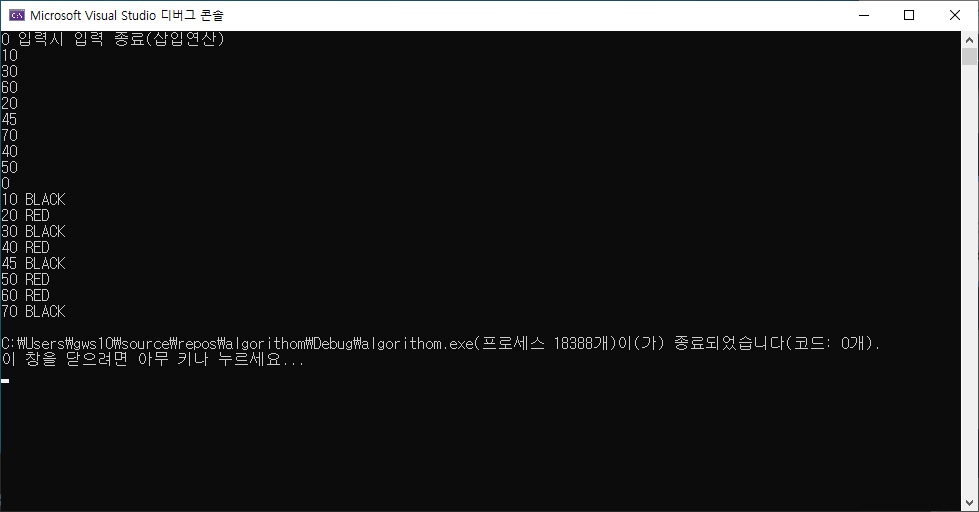 Microsoft Visual Studio 디버그 콘솔
0 입력시 입력 종료(삽입연산)
10
30
60
20
45
70
40
50
0
10 BLACK
20 RED
30 BLACK
40 RED
45 BLACK
50 RED
60 RED
70 BLACK
C:₩Users₩gws10₩source₩repos₩algorithom₩Debug₩algorithom.exe(프로세스 18388개)이(가) 종료되었습니다(코드: 0개).
이 창을 닫으려면 아무 키나 누르세요...